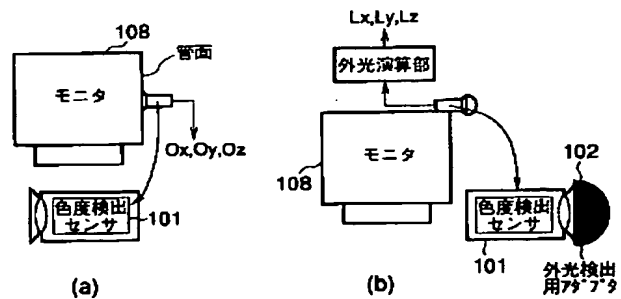 108
管面
モニタ
Ox,Oy,Oz
色度検出
センサ
101
(a)
Lx,Ly,Lz
外光演算部
モニタ
108
102
色度検出
センサ
101
外光検出
用アダプタ
(b)